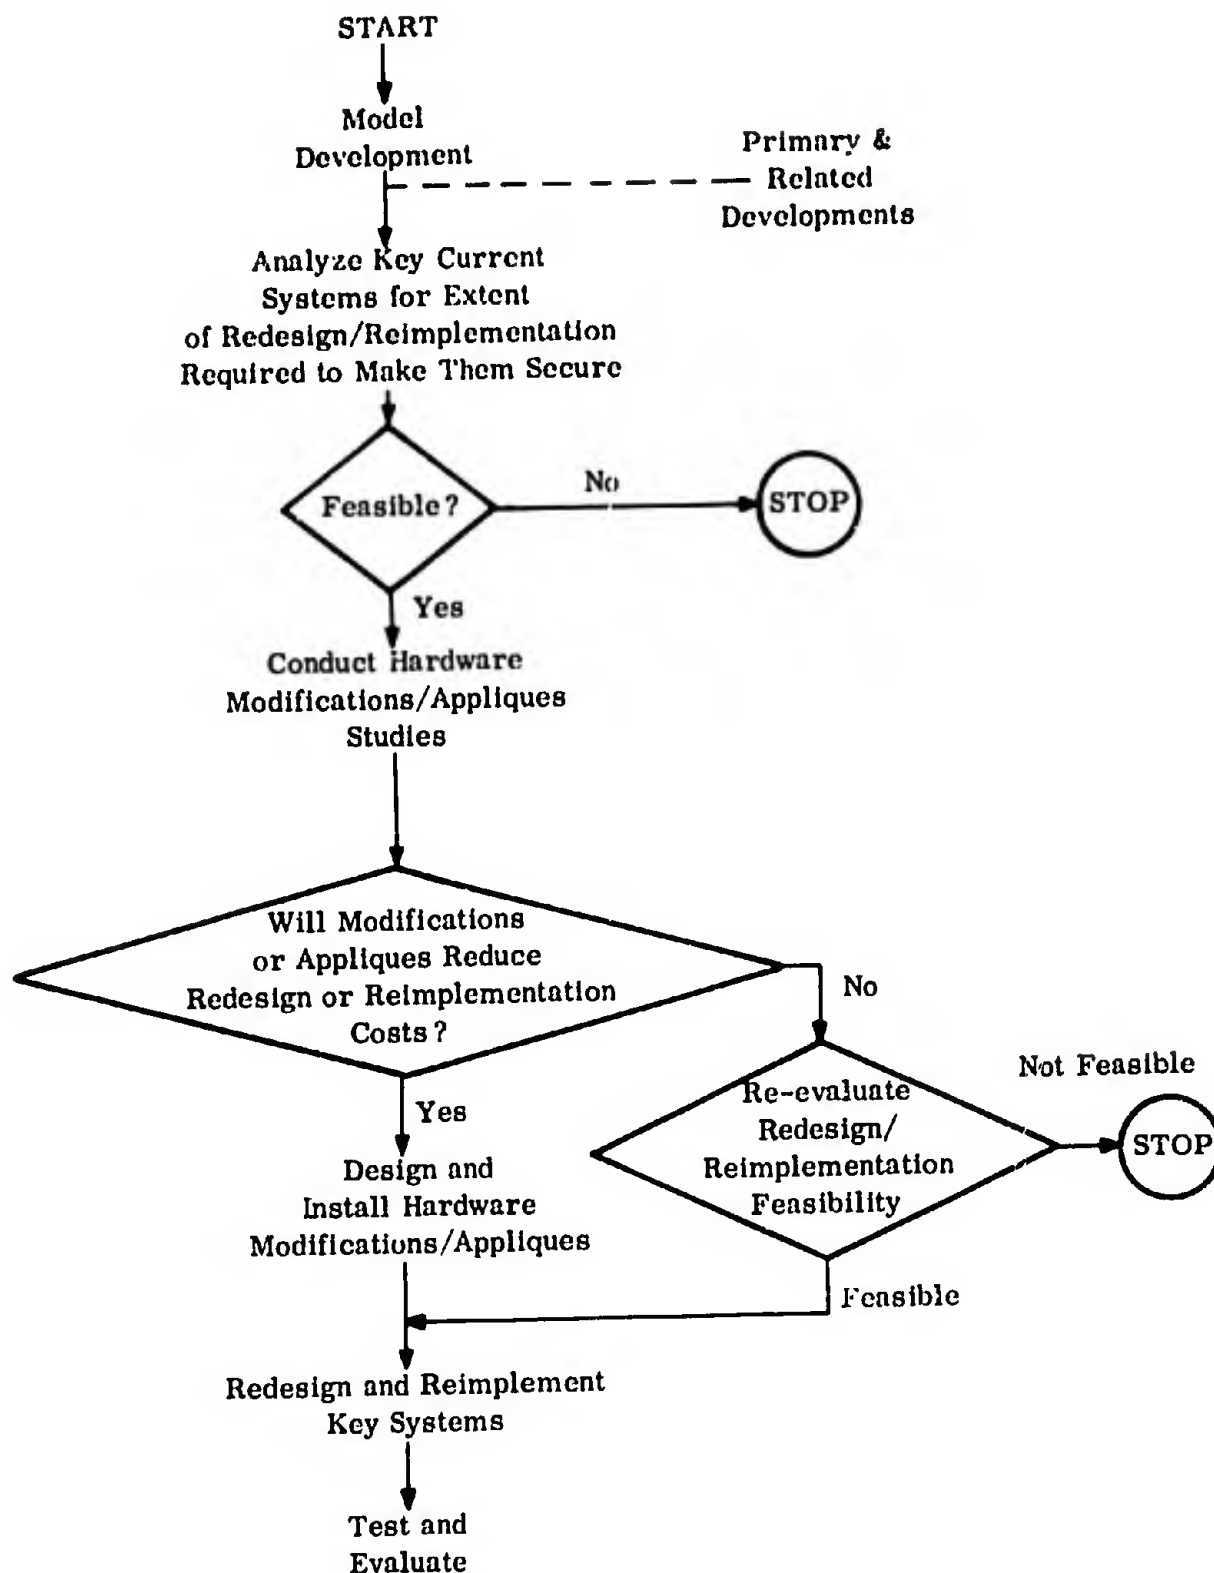 START
Model
Development
Primary &
Related
Developments
Analyze Key Current
Systems for Extent
of Redesign/Reimplementation
Required to Make Them Secure
Feasible?
No
STOP
Yes
Conduct Hardware
Modifications/Appliques
Studies
Will Modifications
or Appliques Reduce
Redesign or Reimplementation
Costs?
No
Not Feasible
Re-evaluate
Redesign/
Reimplementation
Feasibility
STOP
Yes
Design and
Install Hardware
Modifications/Appliques
Feasible
Redesign and Reimplement
Key Systems
Test and
Evaluate